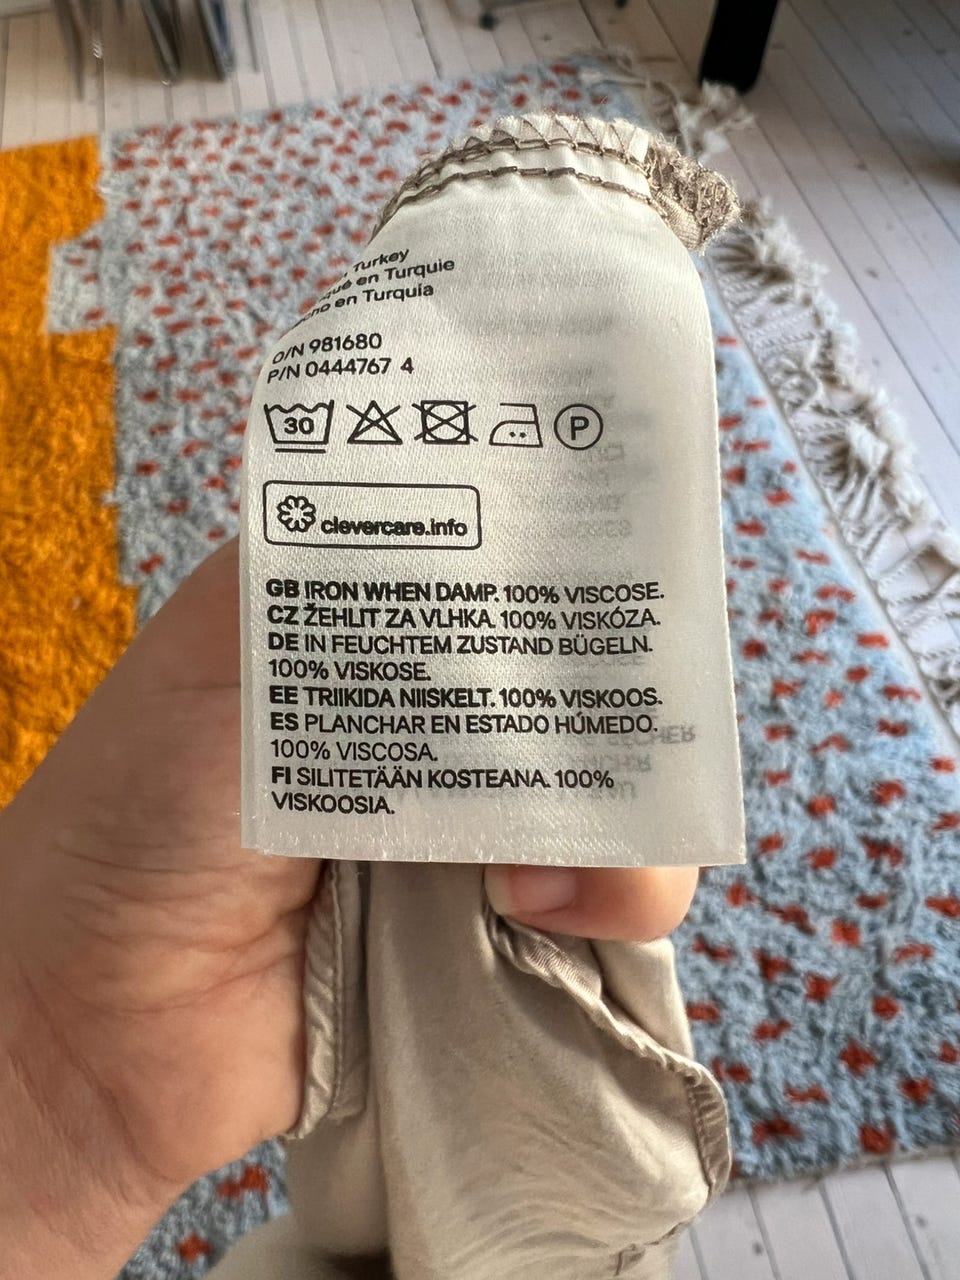 Turkey
en Turquie
en Turquía
O/N 981680
P/N 0444767 4
30 P
clevercare.info
GB IRON WHEN DAMP. 100% VISCOSE.
CZ ŽEHLIT ZA VLHKA. 100% VISKÓZA.
DE IN FEUCHTEM ZUSTAND BÜGELN.
100% VISKOSE.
EE TRIIKIDA NIISKELT. 100% VISKOOS.
ES PLANCHAR EN ESTADO HÚMEDO.
100% VISCOSA.
FI SILITETÄÄN KOSTEANA. 100%
VISKOOSIA.